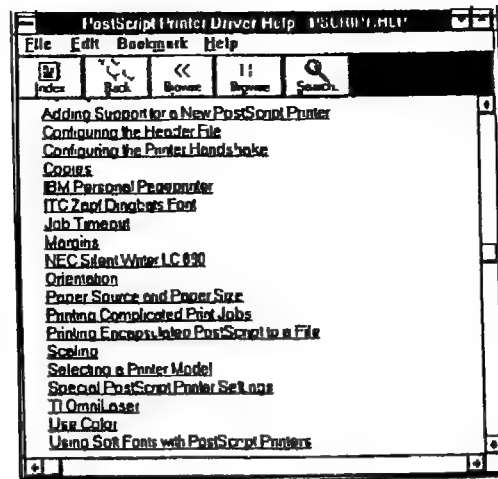 PostScript Printer Driver Help - PSCRIPT.HLP
File Edit Bookmark Help
Index Back Browse Browse Search
Adding Support for a New PostScript Printer
Configuring the Header File
Configuring the Printer Handshake
Copies
IBM Personal Pageprinter
ITC Zapf Dingbats Font
Job Timeout
Margins
NEC Silent Writer LC 890
Orientation
Paper Source and Paper Size
Printing Complicated Print Jobs
Printing Encapsulated PostScript to a File
Scaling
Selecting a Printer Model
Special PostScript Printer Settings
TI OmniLaser
Use Color
Using Soft Fonts with PostScript Printers